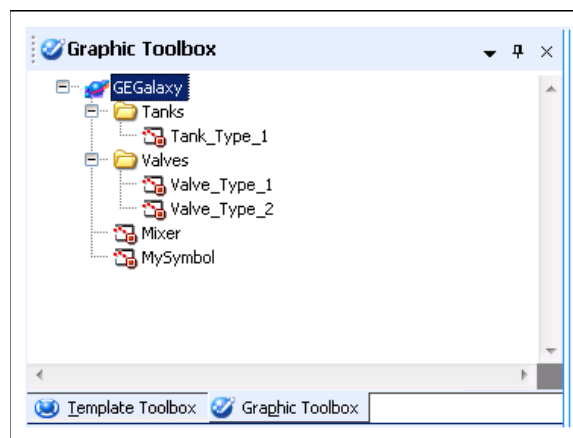 Graphic Toolbox
GEGalaxy
Tanks
Tank_Type_1
Valves
Valve_Type_1
Valve_Type_2
Mixer
MySymbol
Template Toolbox Graphic Toolbox